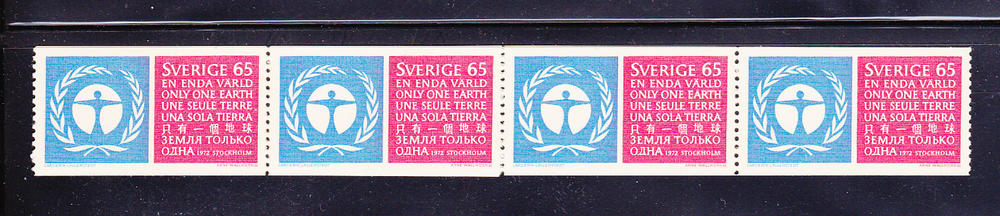 SVERIGE 65
EN ENDA VÄRLD
ONLY ONE EARTH
UNE SEULE TERRE
UNA SOLA TIERRA
只有一個地球
ЗЕМЛЯ ТОЛЬКО
ОДНА 1972 STOCKHOLM
SVERIGE 65
EN ENDA VÄRLD
ONLY ONE EARTH
UNE SEULE TERRE
UNA SOLA TIERRA
只有一個地球
ЗЕМЛЯ ТОЛЬКО
ОДНА 1972 STOCKHOLM
SVERIGE 65
EN ENDA VÄRLD
ONLY ONE EARTH
UNE SEULE TERRE
UNA SOLA TIERRA
只有一個地球
ЗЕМЛЯ ТОЛЬКО
ОДНА 1972 STOCKHOLM
SVERIGE 65
EN ENDA VÄRLD
ONLY ONE EARTH
UNE SEULE TERRE
UNA SOLA TIERRA
只有一個地球
ЗЕМЛЯ ТОЛЬКО
ОДНА 1972 STOCKHOLM